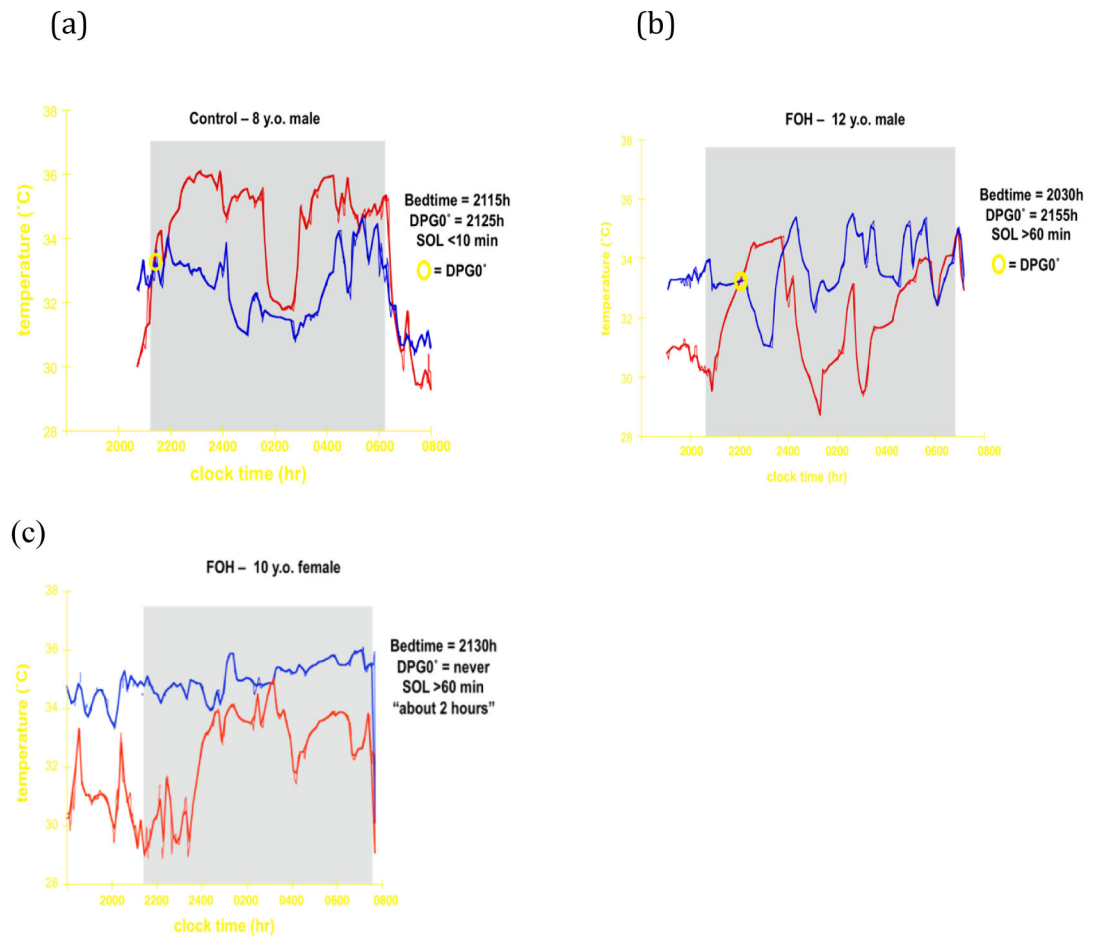 (a)
Control – 8 y.o. male
38
36
34
32
30
28
temperature (˚C)
2000 2200 2400 0200 0400 0600 0800
clock time (hr)
Bedtime = 2115h
DPG0˚ = 2125h
SOL <10 min
= DPG0˚
(b)
FOH – 12 y.o. male
38
36
34
32
30
28
temperature (˚C)
2000 2200 2400 0200 0400 0600 0800
clock time (hr)
Bedtime = 2030h
DPG0˚ = 2155h
SOL >60 min
= DPG0˚
(c)
FOH – 10 y.o. female
38
36
34
32
30
28
temperature (˚C)
2000 2200 2400 0200 0400 0600 0800
clock time (hr)
Bedtime = 2130h
DPG0˚ = never
SOL >60 min
“about 2 hours”